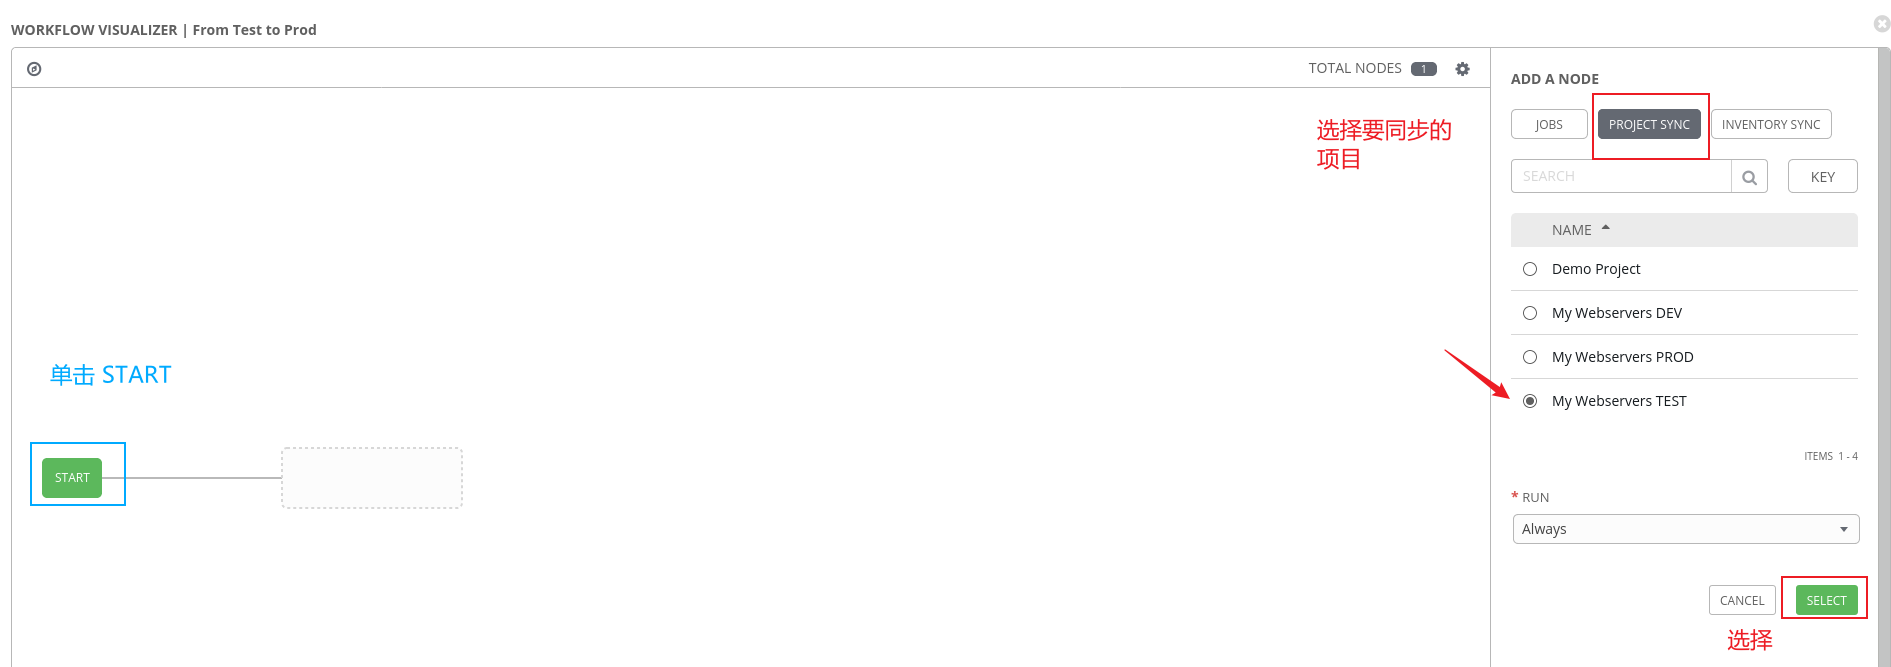 WORKFLOW VISUALIZER | From Test to Prod
TOTAL NODES 1
ADD A NODE
JOBS PROJECT SYNC INVENTORY SYNC
选择要同步的
项目
SEARCH KEY
NAME
Demo Project
My Webservers DEV
My Webservers PROD
单击 START
My Webservers TEST
ITEMS 1 - 4
START
* RUN
Always
CANCEL SELECT
选择